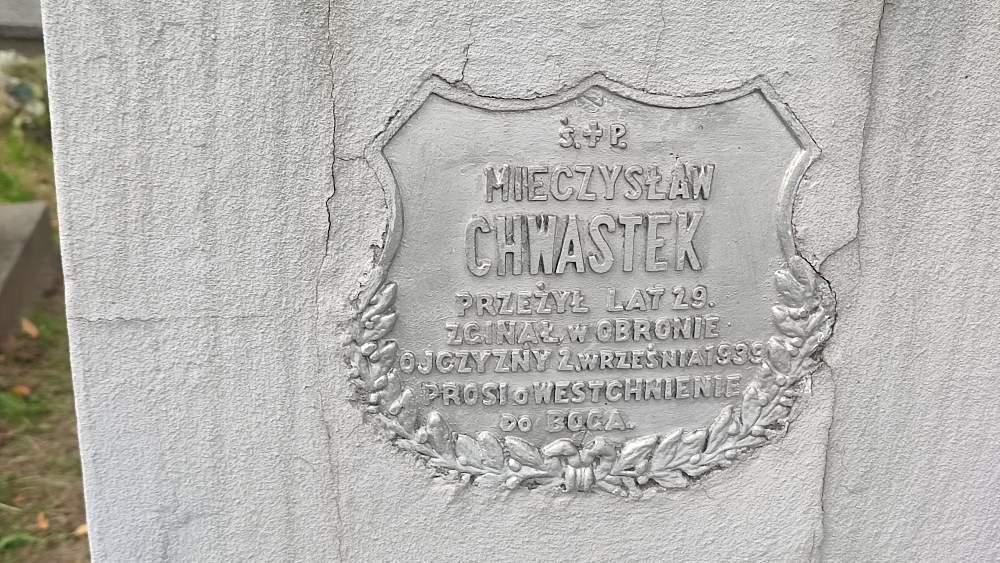 Ś.✝P.
MIECZYSŁAW
CHWASTEK
PRZEŻYŁ LAT 29.
ZGINĄŁ W OBRONIE
OJCZYZNY 2.WRZEŚNIA 1939
PROSI O WESTCHNIENIE
DO BOGA.